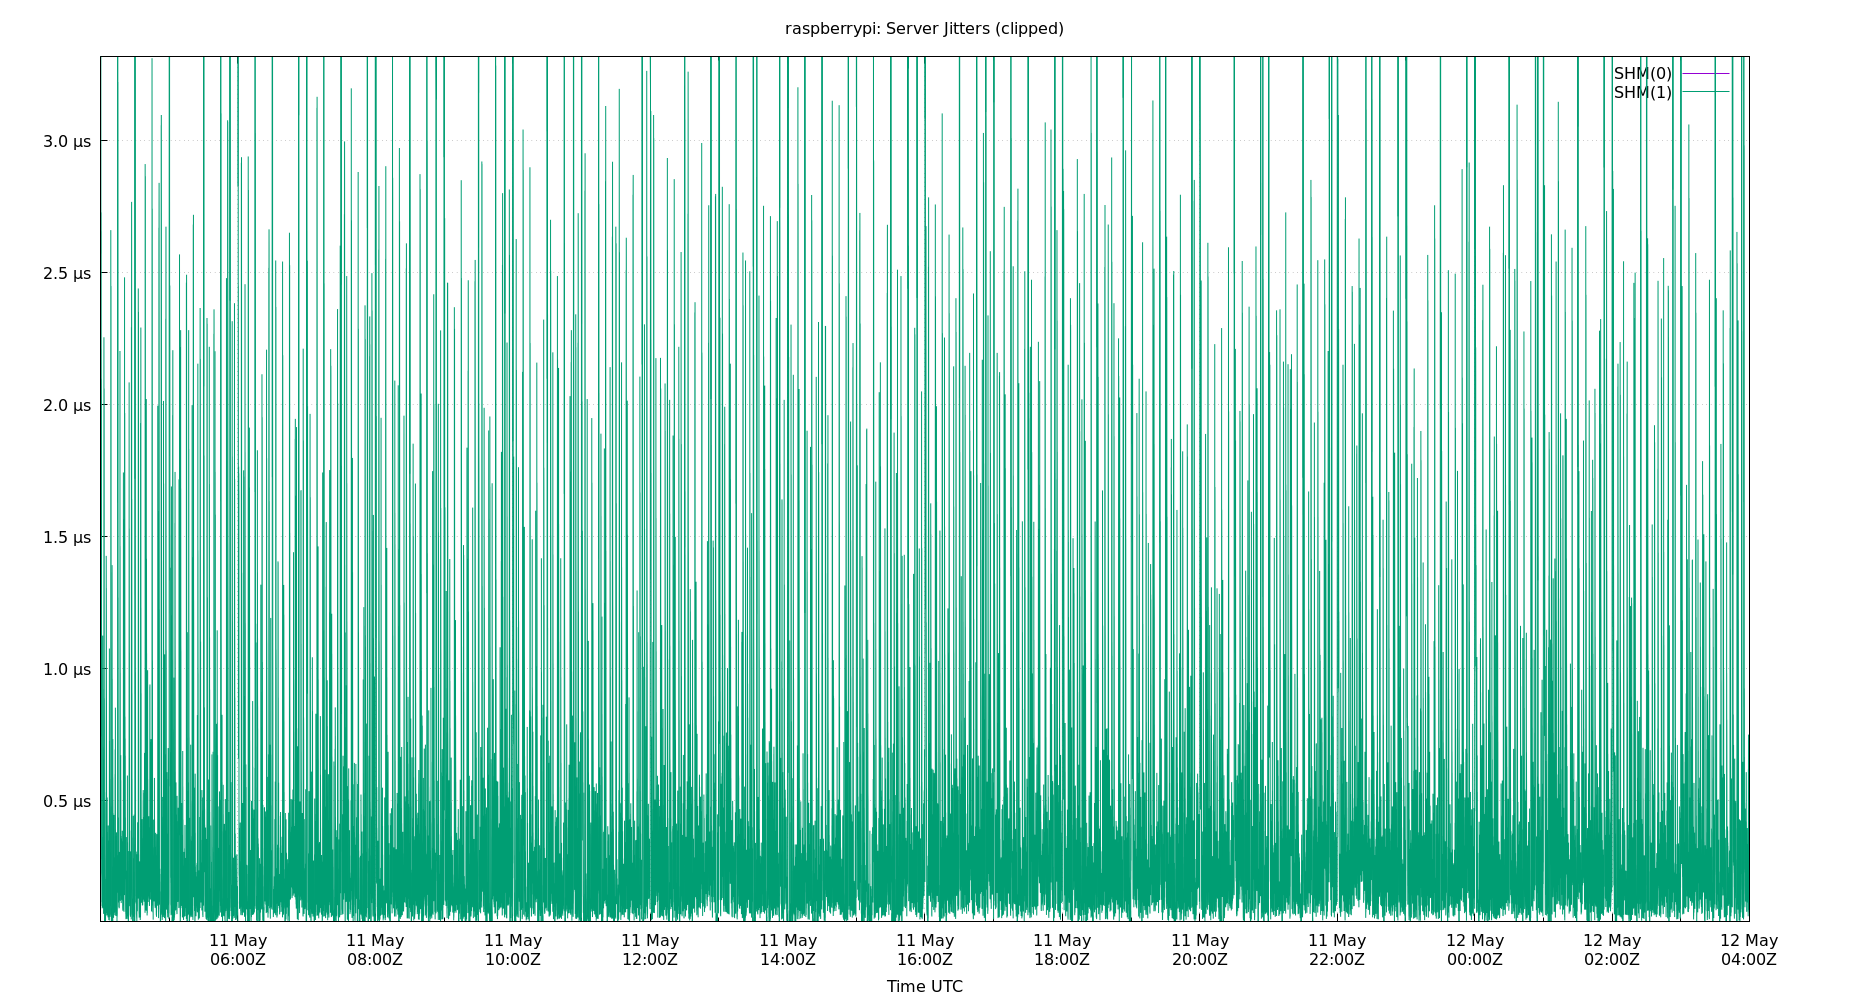 raspberrypi: Server Jitters (clipped)
SHM(0)
SHM(1)
3.0 µs
2.5 µs
2.0 µs
1.5 µs
1.0 µs
0.5 µs
11 May 11 May 11 May 11 May 11 May 11 May 11 May 11 May 11 May 12 May 12 May 12 May
06:00Z 08:00Z 10:00Z 12:00Z 14:00Z 16:00Z 18:00Z 20:00Z 22:00Z 00:00Z 02:00Z 04:00Z
Time UTC